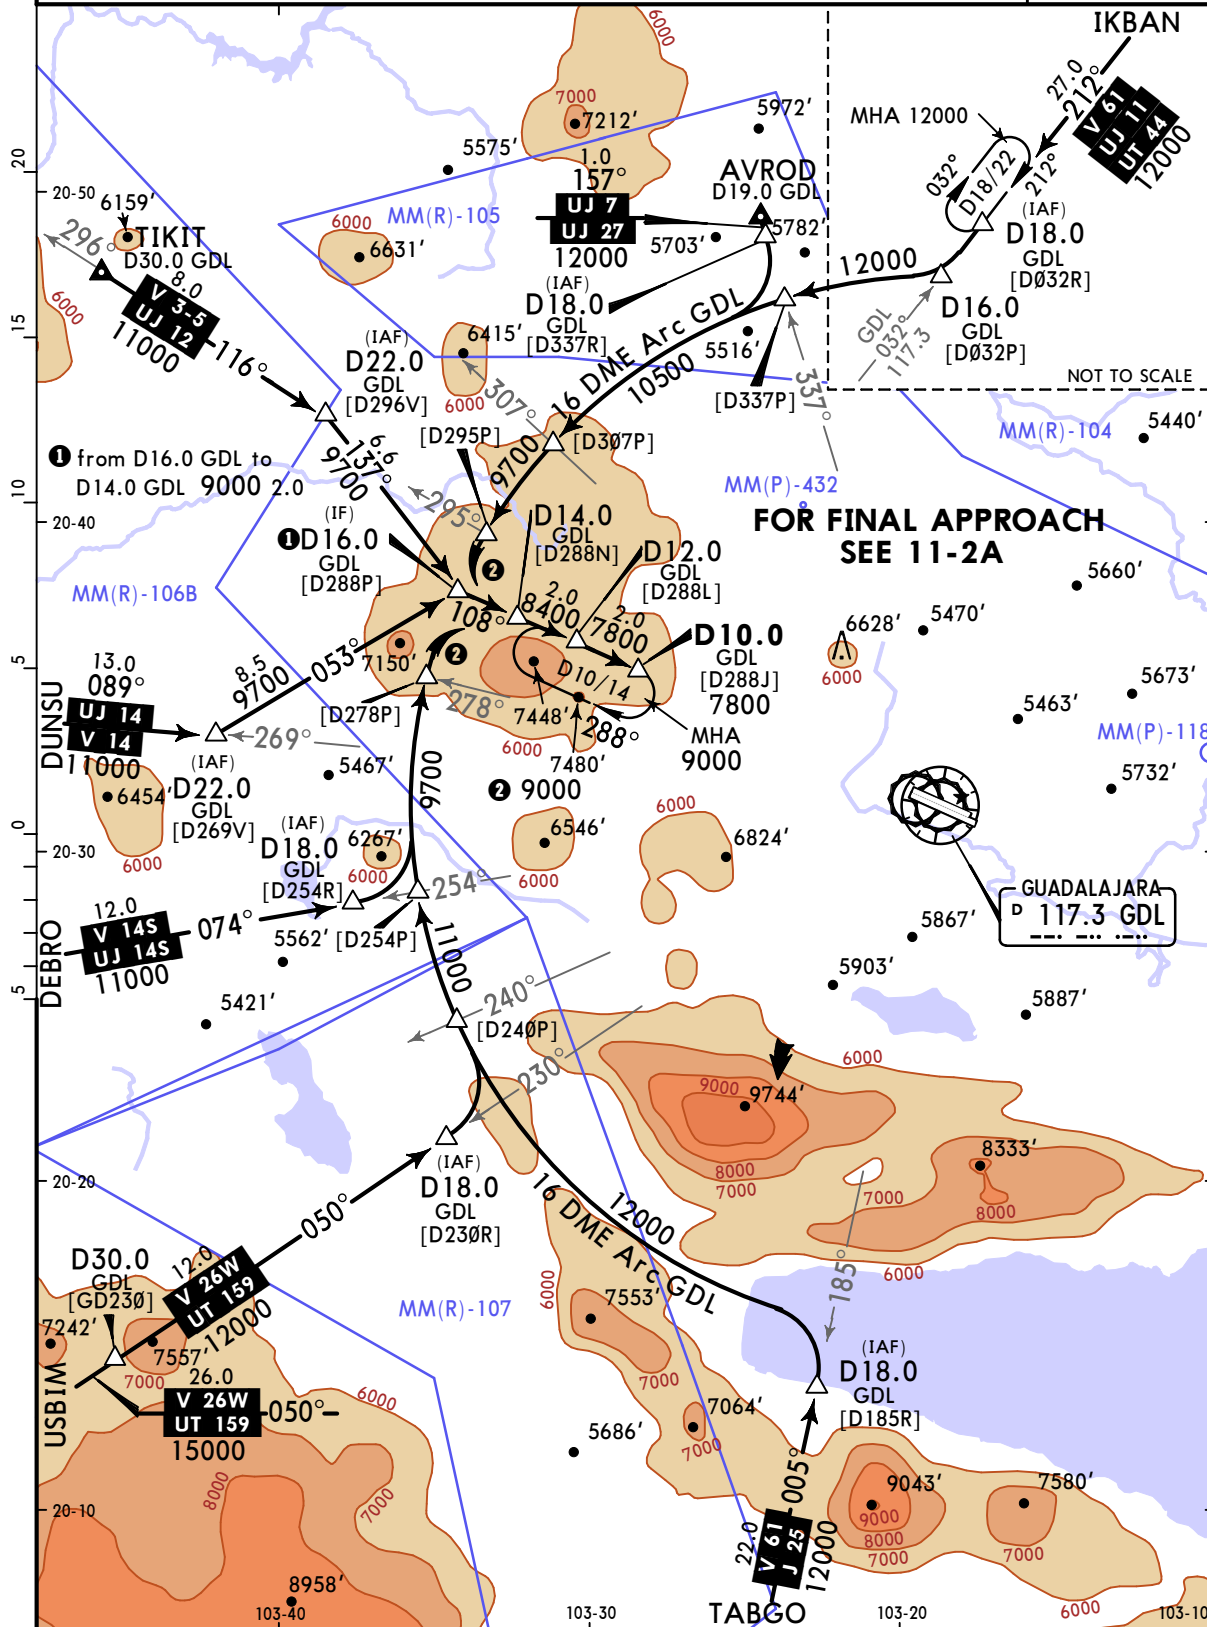 IKBAN
27.0
212°
V 61
UJ 11
UT 44
12000
MHA 12000
032°
D18/22
212°
(IAF)
D18.0
GDL
[DØ32R]
12000
D16.0
GDL
[DØ32P]
GDL
032°
117.3
NOT TO SCALE
6000
7000
7212'
5972'
5575'
1.0
157°
UJ 7
UJ 27
12000
AVROD
D19.0 GDL
5782'
5703'
(IAF)
D18.0
GDL
[D337R]
5516'
[D337P]
337°
MM(R)-105
6000
6631'
20
20-50
6159'
TIKIT
D30.0 GDL
296°
8.0
V 3-5
UJ 12
11000
116°
6000
15
(IAF)
D22.0
GDL
[D296V]
6415'
6000
307°
16 DME Arc GDL
10500
[D307P]
9700
[D295P]
295°
6.6
137°
9700
1 from D16.0 GDL to
D14.0 GDL 9000 2.0
MM(R)-104
5440'
MM(P)-432
10
20-40
FOR FINAL APPROACH
SEE 11-2A
(IF)
1 D16.0
GDL
[D288P]
D14.0
GDL
[D288N]
D12.0
GDL
[D288L]
2
108°
2.0
8400
2.0
7800
D10.0
GDL
[D288J]
7800
MM(R)-106B
5660'
5470'
6628'
6000
5673'
5463'
MM(P)-118
5732'
5
13.0
089°
UJ 14
V 14
11000
DUNSU
8.5
9700
053°
7150'
2
278°
[D278P]
D10/14
7448'
288°
7480'
6000
MHA
9000
2 9000
269°
(IAF)
D22.0
GDL
[D269V]
6454'
6000
5467'
9700
0
20-30
(IAF)
D18.0
GDL
[D254R]
6267'
6000
254°
6546'
6000
6000
6824'
GUADALAJARA
D 117.3 GDL
12.0
V 14S
UJ 14S
11000
DEBRO
074°
5562'
[D254P]
11000
5867'
5903'
5887'
5
5421'
240°
[D240P]
230°
6000
9000
9744'
8000
7000
8333'
8000
7000
6000
20-20
(IAF)
D18.0
GDL
[D230R]
050°
16 DME Arc GDL
12000
185°
D30.0
GDL
[GD230]
12.0
V 26W
UT 159
12000
7242'
7557'
7000
USBIM
26.0
V 26W
UT 159
15000
050°
6000
MM(R)-107
6000
7553'
7000
7064'
7000
5686'
(IAF)
D18.0
GDL
[D185R]
005°
22.0
V 61
J 25
12000
TABGO
20-10
8000
7000
8958'
9043'
9000
8000
7000
7580'
7000
6000
103-40
103-30
103-20
103-10